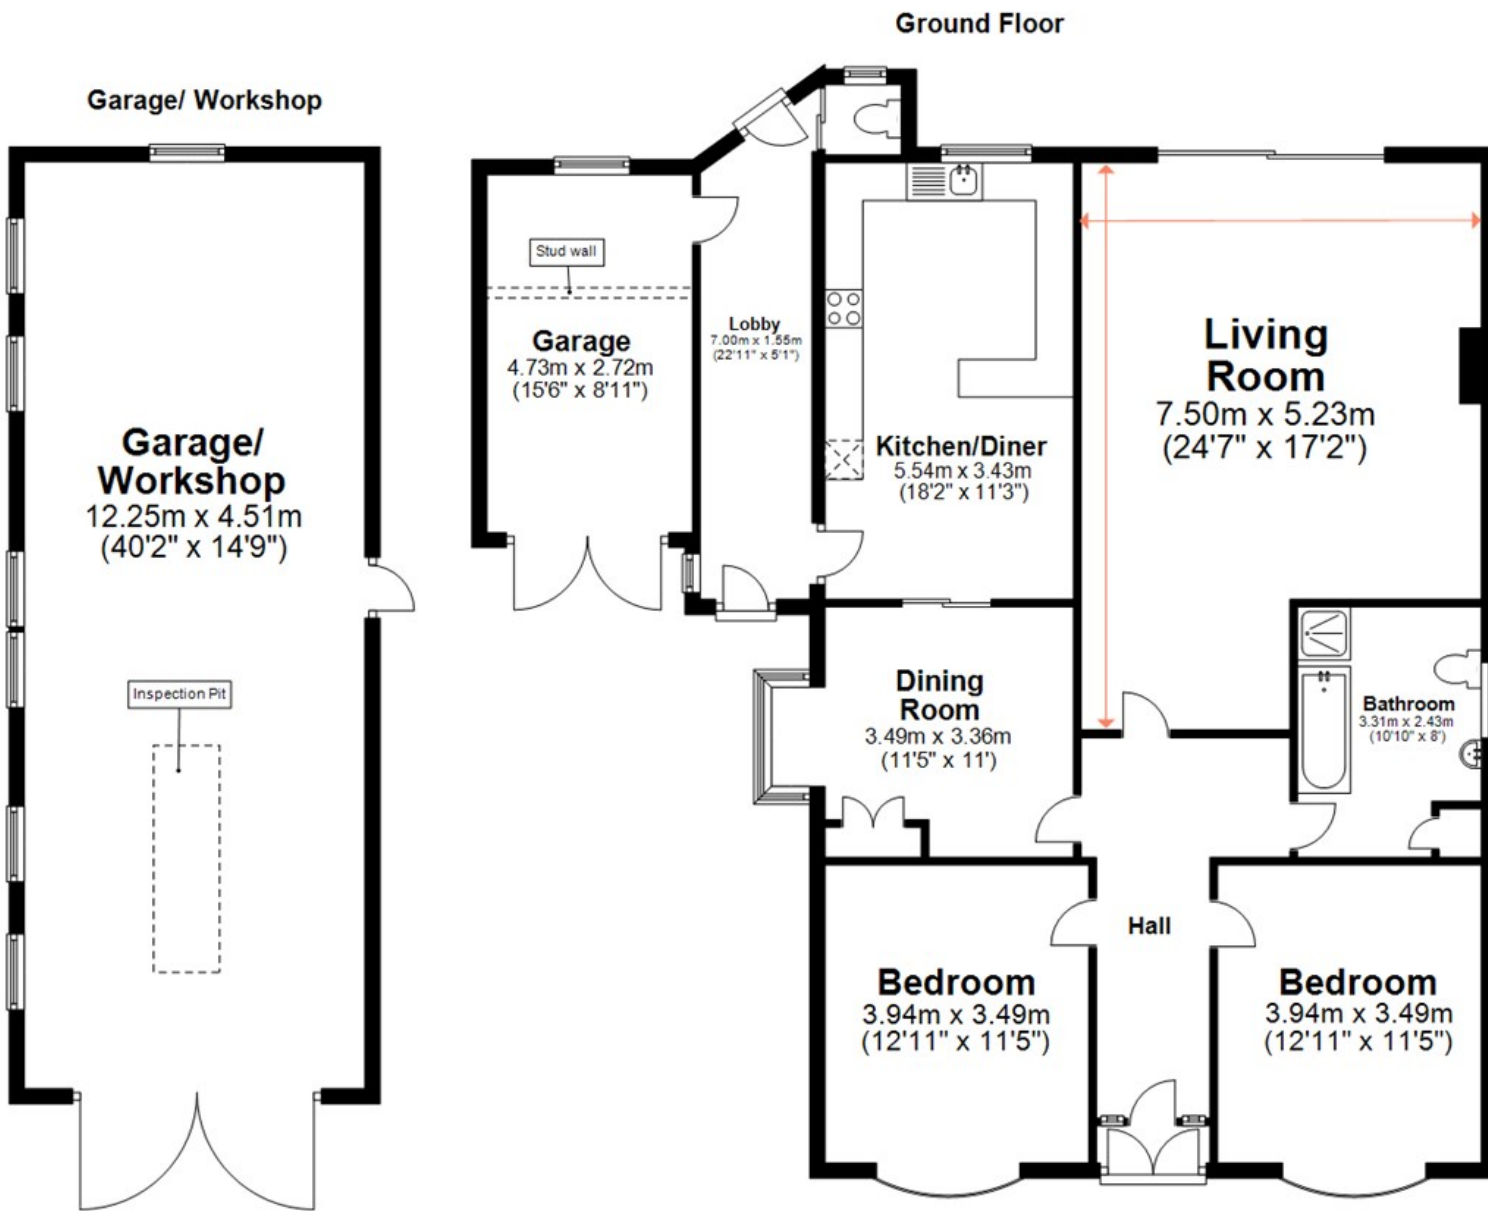 Ground Floor
Garage/ Workshop
Stud wall
Garage
4.73m x 2.72m
(15'6" x 8'11")
Lobby
7.00m x 1.55m
(22'11" x 5'1")
Living
Room
7.50m x 5.23m
(24'7" x 17'2")
Garage/
Workshop
12.25m x 4.51m
(40'2" x 14'9")
Kitchen/Diner
5.54m x 3.43m
(18'2" x 11'3")
Inspection Pit
Dining
Room
3.49m x 3.36m
(11'5" x 11')
Bathroom
3.31m x 2.43m
(10'10" x 8')
Hall
Bedroom
3.94m x 3.49m
(12'11" x 11'5")
Bedroom
3.94m x 3.49m
(12'11" x 11'5")